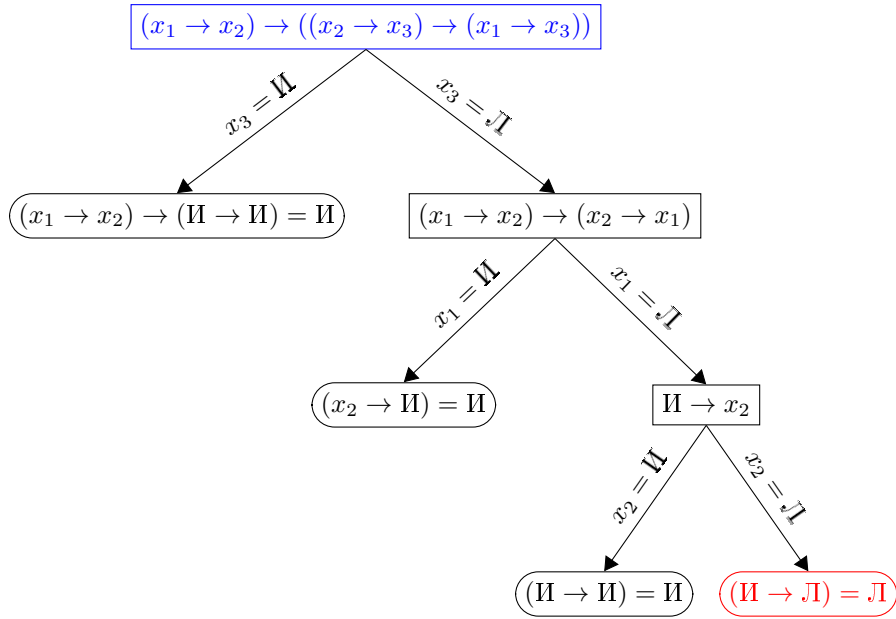 (x₁ → x₂) → ((x₂ → x₃) → (x₁ → x₃))
x₃ = И
x₃ = Л
(x₁ → x₂) → (И → И) = И
(x₁ → x₂) → (x₂ → x₁)
x₁ = И
x₁ = Л
(x₂ → И) = И
И → x₂
x₂ = И
x₂ = Л
(И → И) = И
(И → Л) = Л